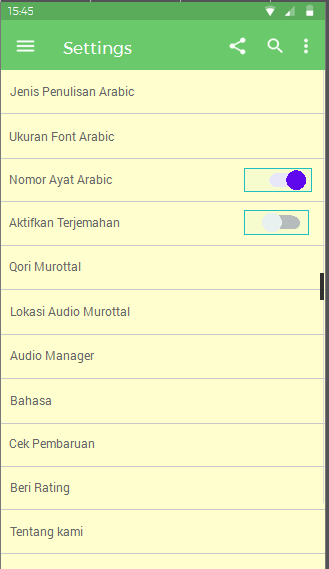 15:45
Settings
Jenis Penulisan Arabic
Ukuran Font Arabic
Nomor Ayat Arabic
Aktifkan Terjemahan
Qori Murottal
Lokasi Audio Murottal
Audio Manager
Bahasa
Cek Pembaruan
Beri Rating
Tentang kami